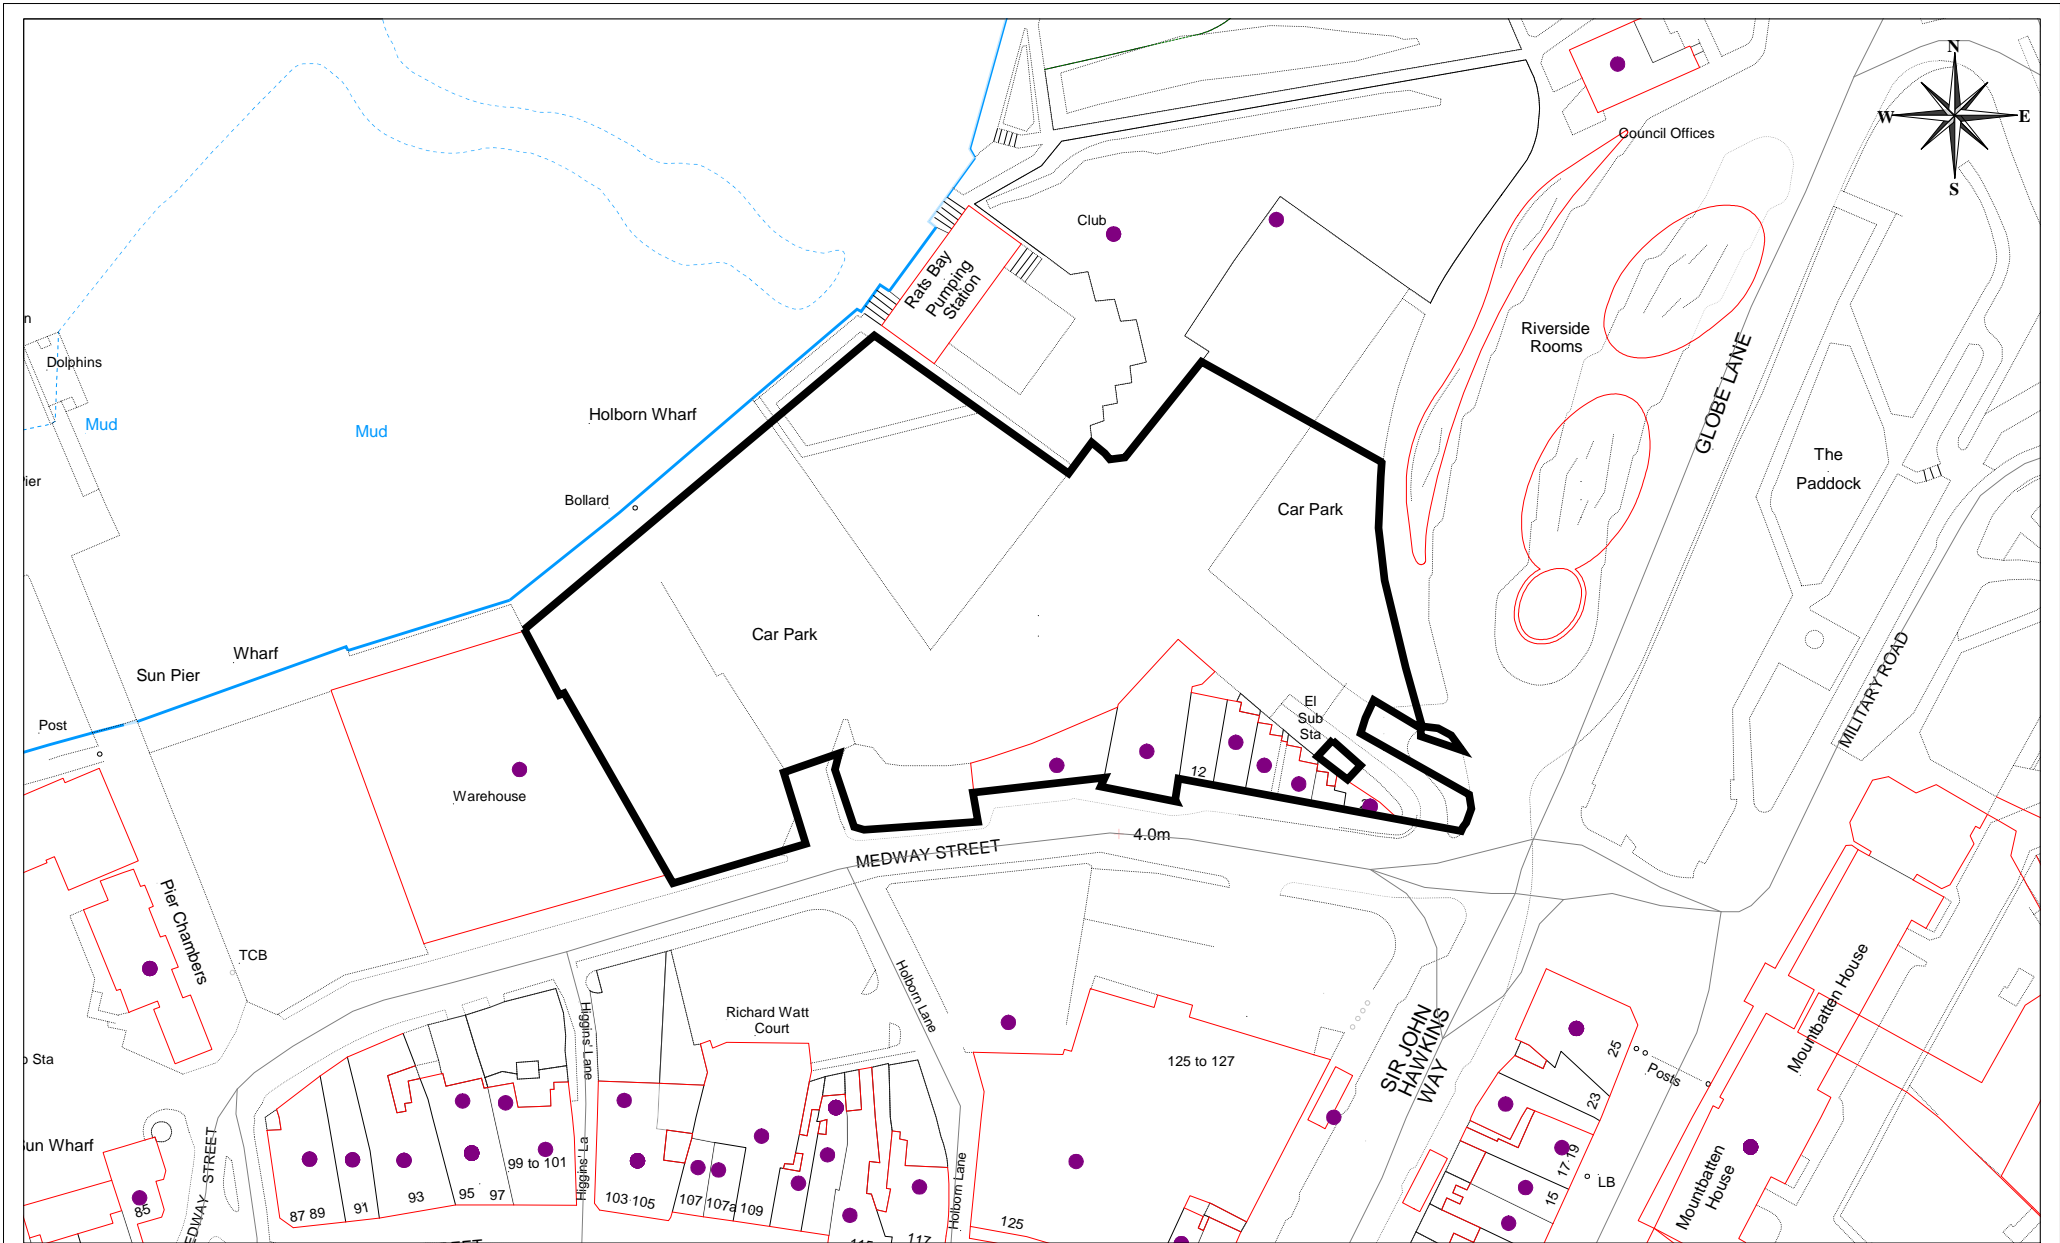 N
W
E
S
Council Offices
Club
Rats Bay
Pumping
Station
Riverside
Rooms
GLOBE LANE
The
Paddock
MILITARY ROAD
n
Dolphins
Mud
Mud
Holborn Wharf
Bollard
Car Park
Car Park
Wharf
Sun Pier
Post
Warehouse
El
Sub
Sta
12
4.0m
MEDWAY STREET
Pier Chambers
TCB
Holborn Lane
Richard Watt
Court
Higgins' Lane
Higgins' La
Holborn Lane
125 to 127
SIR JOHN
HAWKINS
WAY
25
Posts
23
17-19
15
LB
Mountbatten House
Mountbatten
House
Sta
Wharf
85
87 89
91
93
95
97
99 to 101
103-105
107
107a
109
117
125